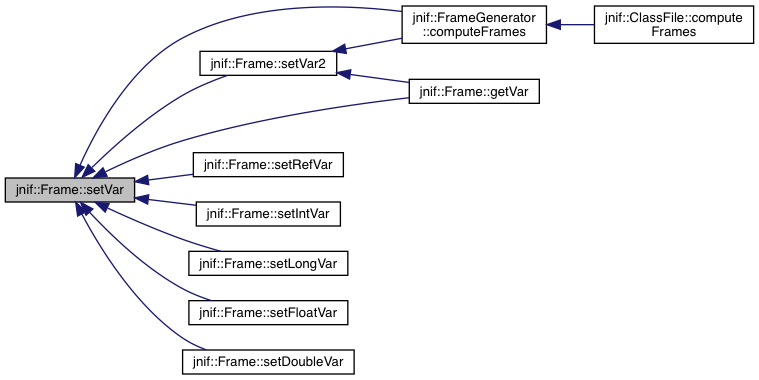 jnif::FrameGenerator
::computeFrames
jnif::ClassFile::compute
Frames
jnif::Frame::setVar2
jnif::Frame::getVar
jnif::Frame::setRefVar
jnif::Frame::setVar
jnif::Frame::setIntVar
jnif::Frame::setLongVar
jnif::Frame::setFloatVar
jnif::Frame::setDoubleVar